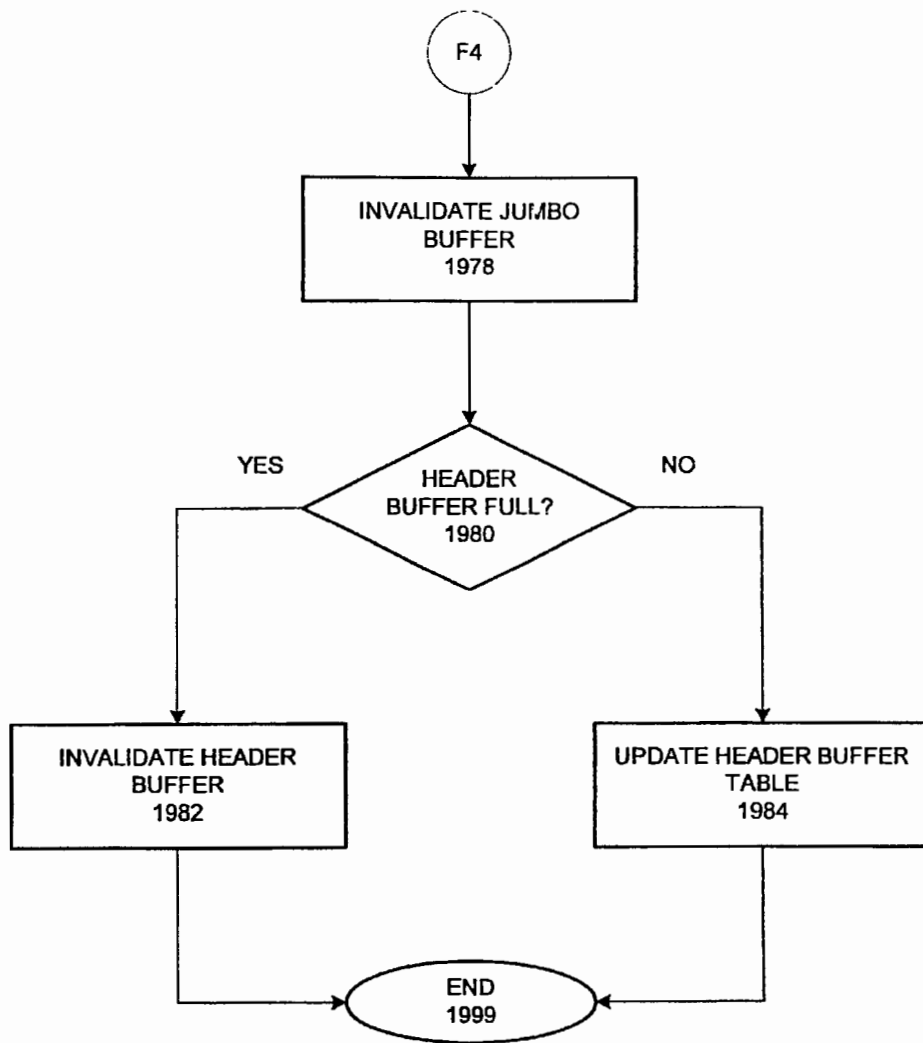 F4
INVALIDATE JUMBO
BUFFER
1978
YES
NO
HEADER
BUFFER FULL?
1980
INVALIDATE HEADER
BUFFER
1982
UPDATE HEADER BUFFER
TABLE
1984
END
1999